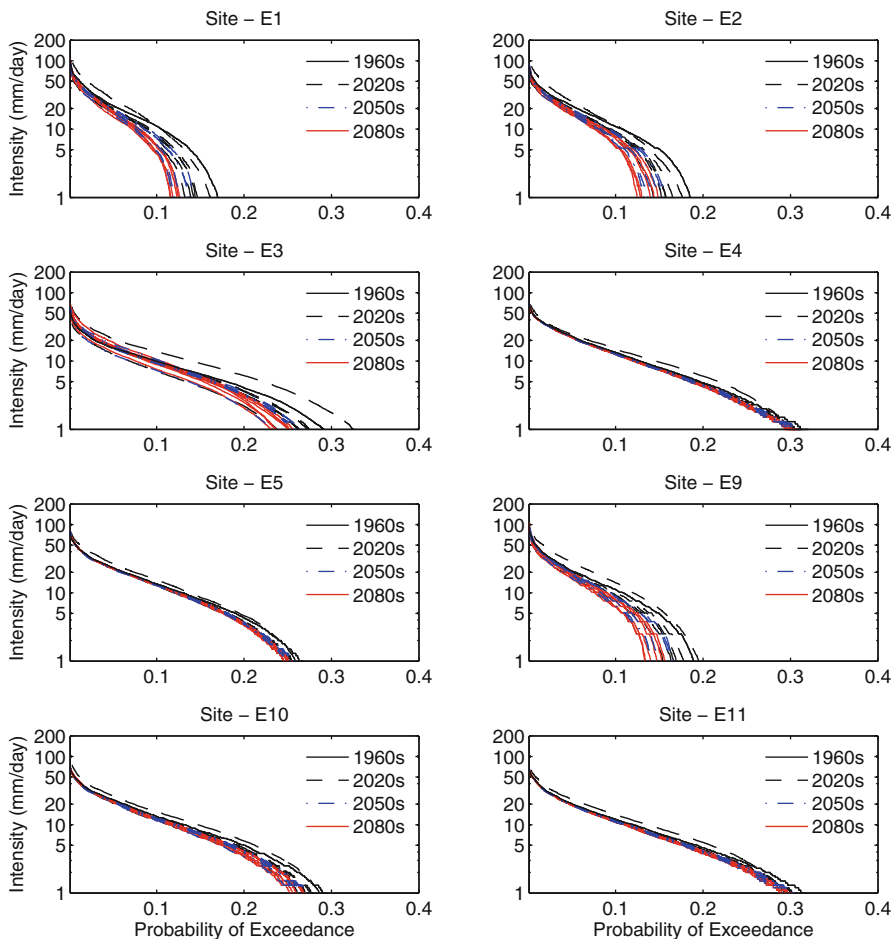 Site – E1
200
100
50
20
10
5
1
0.1
0.2
0.3
0.4
Intensity (mm/day)
1960s
2020s
2050s
2080s
Site – E2
200
100
50
20
10
5
1
0.1
0.2
0.3
0.4
1960s
2020s
2050s
2080s
Site – E3
200
100
50
20
10
5
1
0.1
0.2
0.3
0.4
Intensity (mm/day)
1960s
2020s
2050s
2080s
Site – E4
200
100
50
20
10
5
1
0.1
0.2
0.3
0.4
1960s
2020s
2050s
2080s
Site – E5
200
100
50
20
10
5
1
0.1
0.2
0.3
0.4
Intensity (mm/day)
1960s
2020s
2050s
2080s
Site – E9
200
100
50
20
10
5
1
0.1
0.2
0.3
0.4
1960s
2020s
2050s
2080s
Site – E10
200
100
50
20
10
5
1
0.1
0.2
0.3
0.4
Intensity (mm/day)
Probability of Exceedance
1960s
2020s
2050s
2080s
Site – E11
200
100
50
20
10
5
1
0.1
0.2
0.3
0.4
Probability of Exceedance
1960s
2020s
2050s
2080s